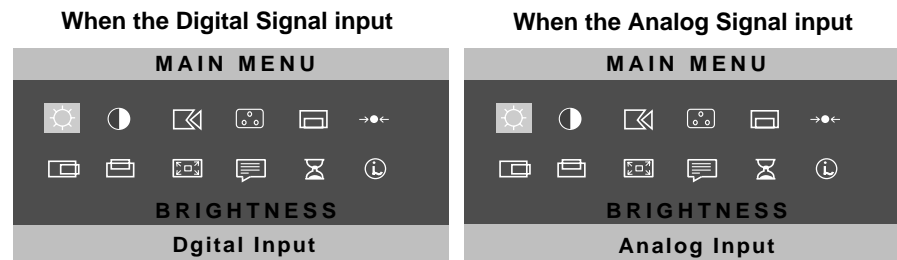 When the Digital Signal input
MAIN MENU
BRIGHTNESS
Dgital Input
When the Analog Signal input
MAIN MENU
BRIGHTNESS
Analog Input